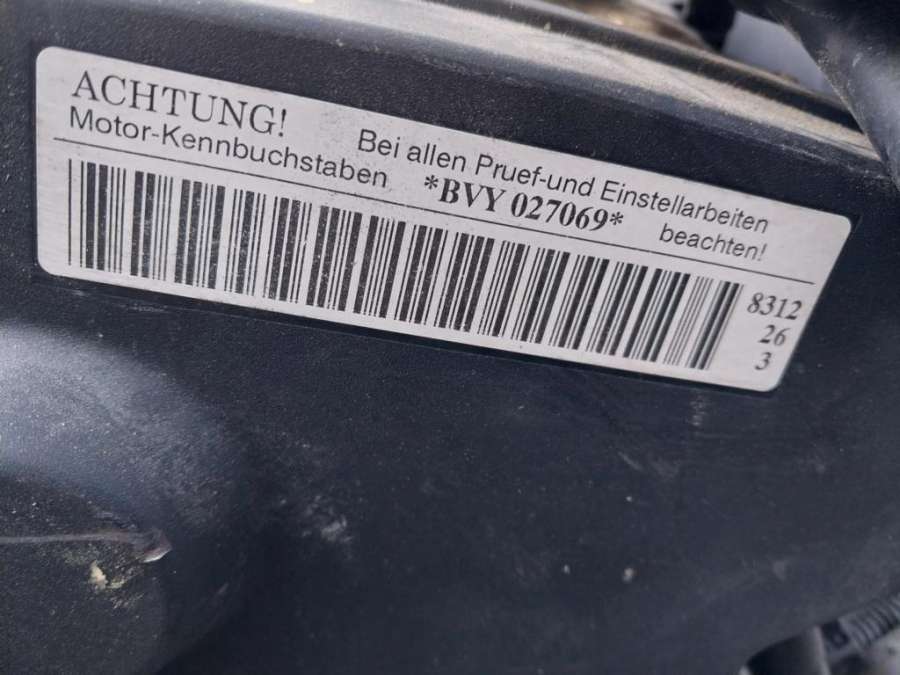 ACHTUNG! Bei allen Pruef-und Einstellarbeiten
Motor-Kennbuchstaben *BVY 027069* beachten!
8312
26
3